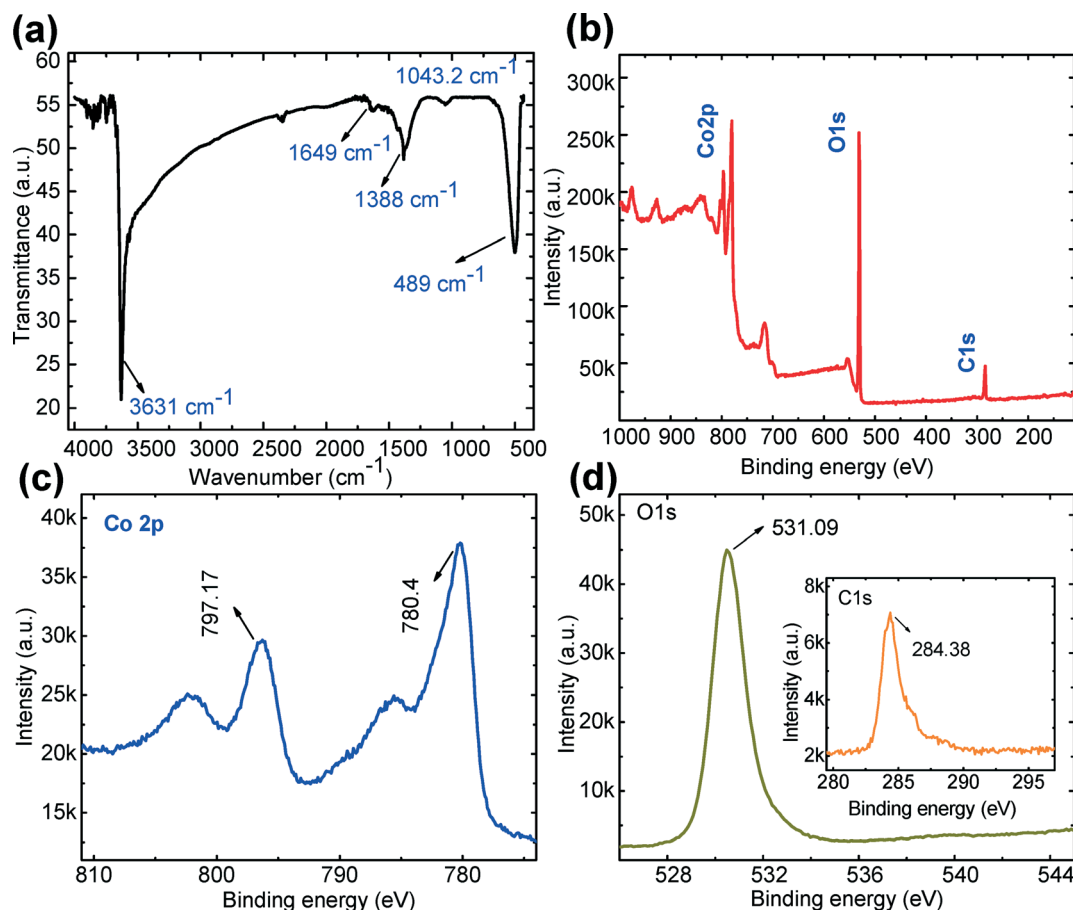 (a)
60
55
50
45
40
35
30
25
20
Transmittance (a.u.)
1043.2 cm⁻¹
1649 cm⁻¹
1388 cm⁻¹
489 cm⁻¹
3631 cm⁻¹
4000 3500 3000 2500 2000 1500 1000 500
Wavenumber (cm⁻¹)
(b)
300k
250k
200k
150k
100k
50k
Intensity (a.u.)
Co2p
O1s
C1s
1000 900 800 700 600 500 400 300 200 100
Binding energy (eV)
(c)
Co 2p
40k
35k
30k
25k
20k
15k
Intensity (a.u.)
797.17
780.4
810 800 790 780
Binding energy (eV)
(d)
O1s
50k
40k
30k
20k
10k
Intensity (a.u.)
531.09
528 532 536 540 544
Binding energy (eV)
C1s
8k
6k
4k
2k
Intensity (a.u.)
284.38
280 285 290 295
Binding energy (eV)